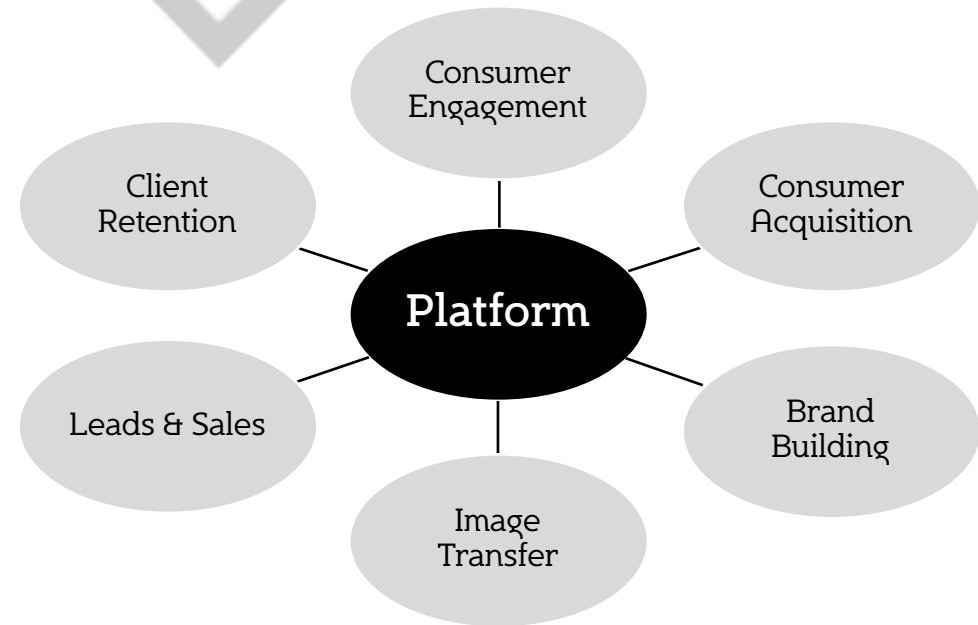 Consumer
Engagement
Client
Retention
Consumer
Acquisition
Platform
Leads & Sales
Brand
Building
Image
Transfer